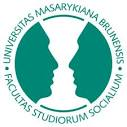 UNIVERSITAS MASARYKIANA BRUNENSIS
• FACULTAS STUDIORUM SOCIALIUM •